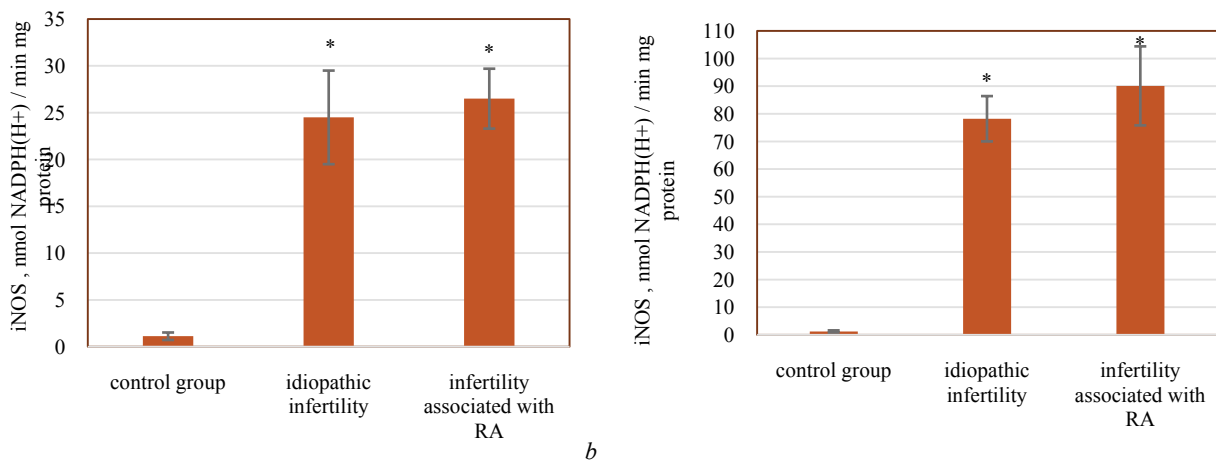 iNOS , nmol NADPH(H+) / min mg
protein
35
30
25
20
15
10
5
0
*
*
control group
idiopathic
infertility
infertility
associated with
RA
b
iNOS , nmol NADPH(H+) / min mg
protein
110
100
90
80
70
60
50
40
30
20
10
0
*
*
control group
idiopathic
infertility
infertility
associated with
RA